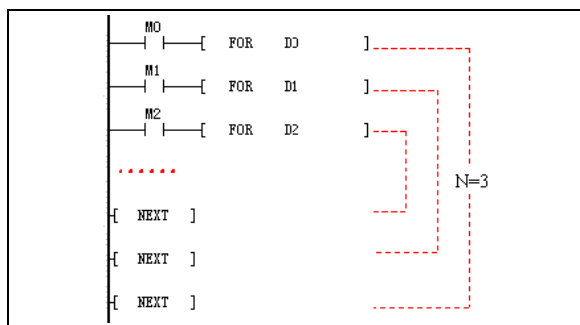 M0
[ FOR D0 ]
M1
[ FOR D1 ]
M2
[ FOR D2 ]
N=3
[ NEXT ]
[ NEXT ]
[ NEXT ]